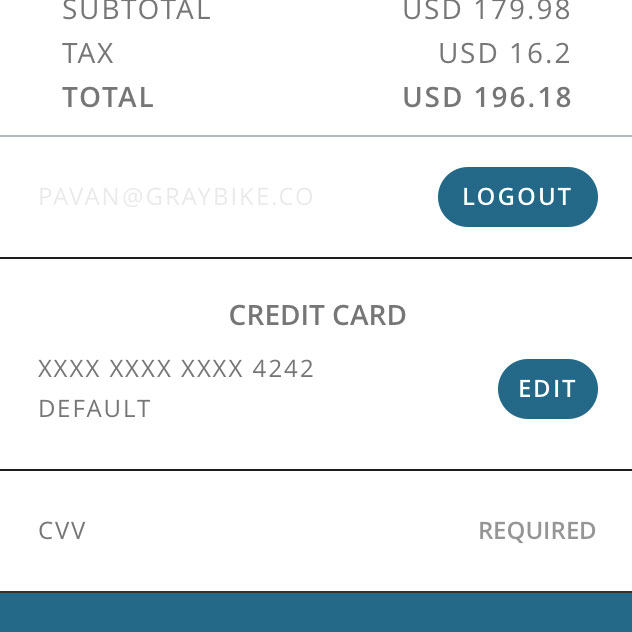 SUBTOTAL USD 179.98
TAX USD 16.2
TOTAL USD 196.18
PAVAN@GRAYBIKE.CO LOGOUT
CREDIT CARD
XXXX XXXX XXXX 4242
DEFAULT
EDIT
CVV REQUIRED